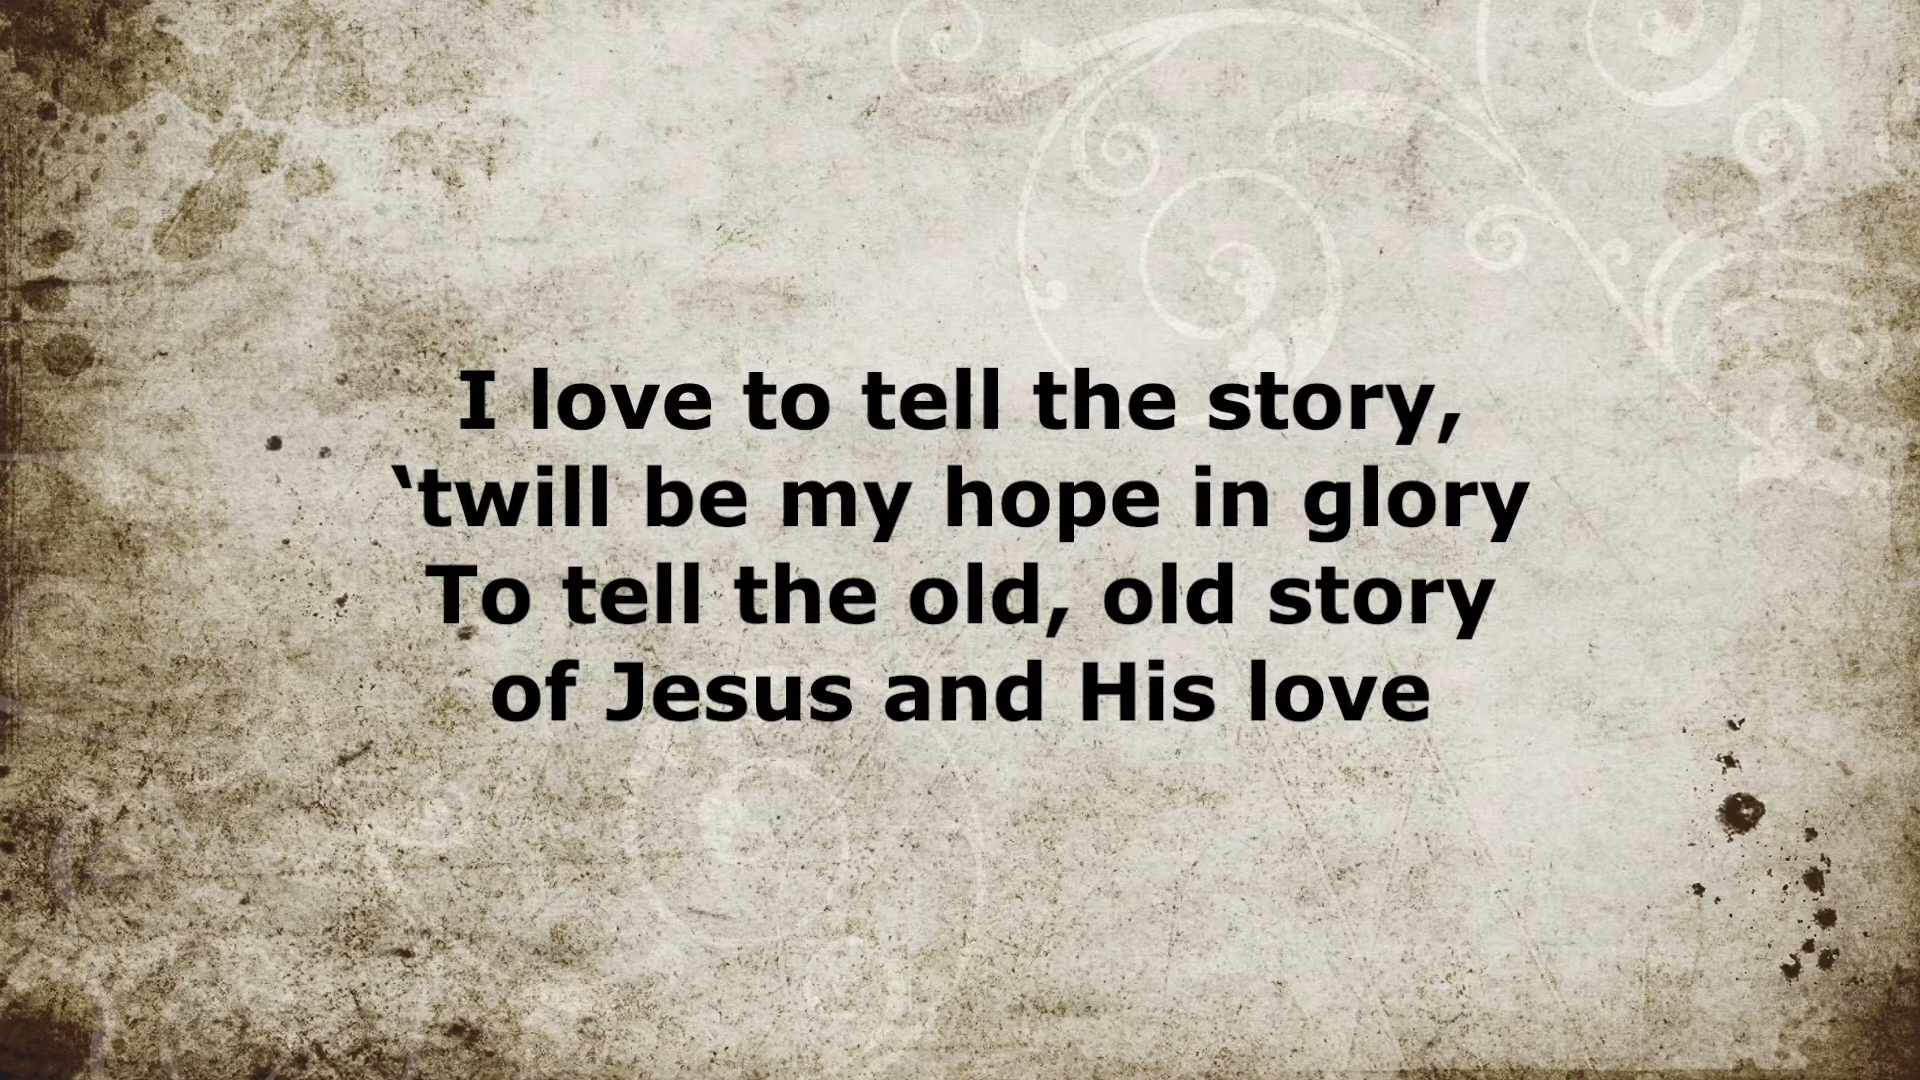 I love to tell the story,
‘twill be my hope in glory
To tell the old, old story
of Jesus and His love